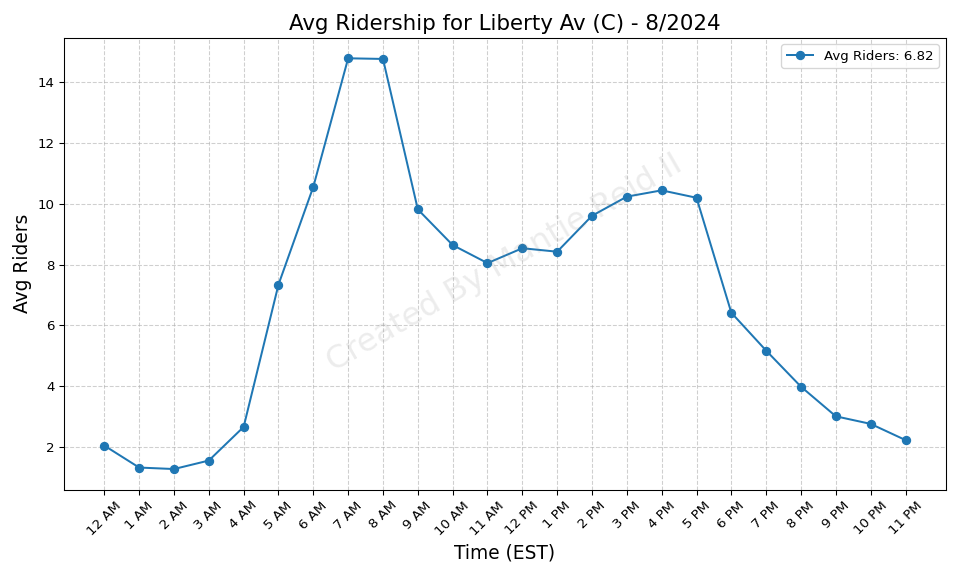 Avg Ridership for Liberty Av (C) - 8/2024
Avg Riders: 6.82
14
12
10
8
6
4
2
Avg Riders
Created By Mantie Reid II
12 AM
1 AM
2 AM
3 AM
4 AM
5 AM
6 AM
7 AM
8 AM
9 AM
10 AM
11 AM
12 PM
1 PM
2 PM
3 PM
4 PM
5 PM
6 PM
7 PM
8 PM
9 PM
10 PM
11 PM
Time (EST)